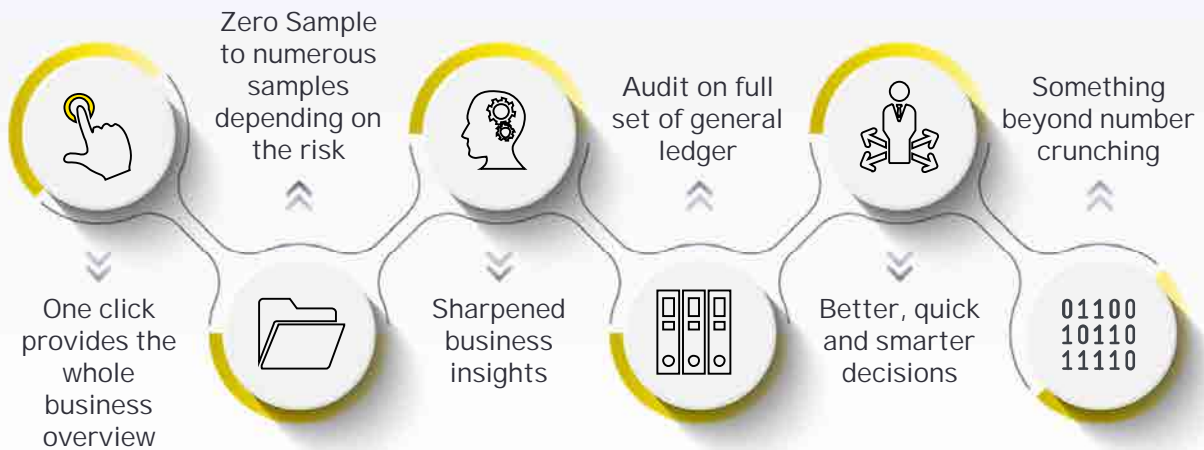 One click
provides the
whole
business
overview
Zero Sample
to numerous
samples
depending on
the risk
Sharpened
business
insights
Audit on full
set of general
ledger
Better, quick
and smarter
decisions
Something
beyond number
crunching
01100
10110
11110